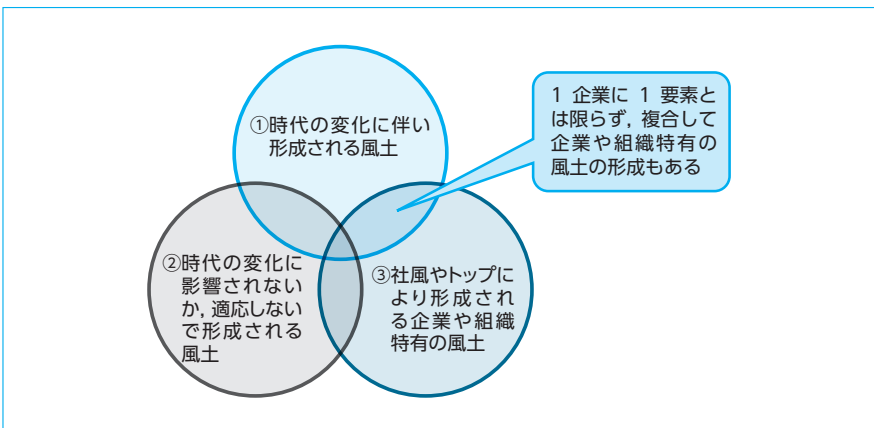 ①時代の変化に伴い
形成される風土
1 企業に 1 要素と
は限らず, 複合して
企業や組織特有の
風土の形成もある
②時代の変化に
影響されない
か, 適応しない
で形成される
風土
③社風やトップに
より形成され
る企業や組織
特有の風土